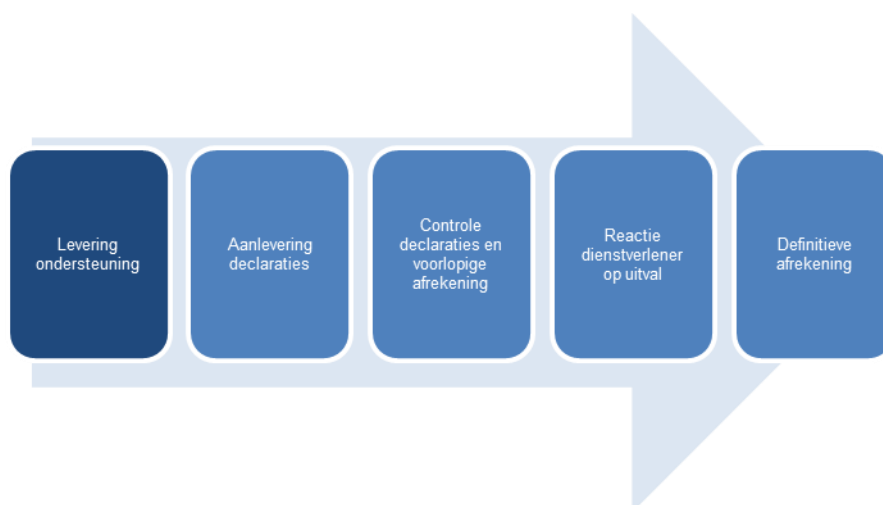 Levering
ondersteuning
Aanlevering
declaraties
Controle
declaraties en
voorlopige
afrekening
Reactie
dienstverlener
op uitval
Definitieve
afrekening